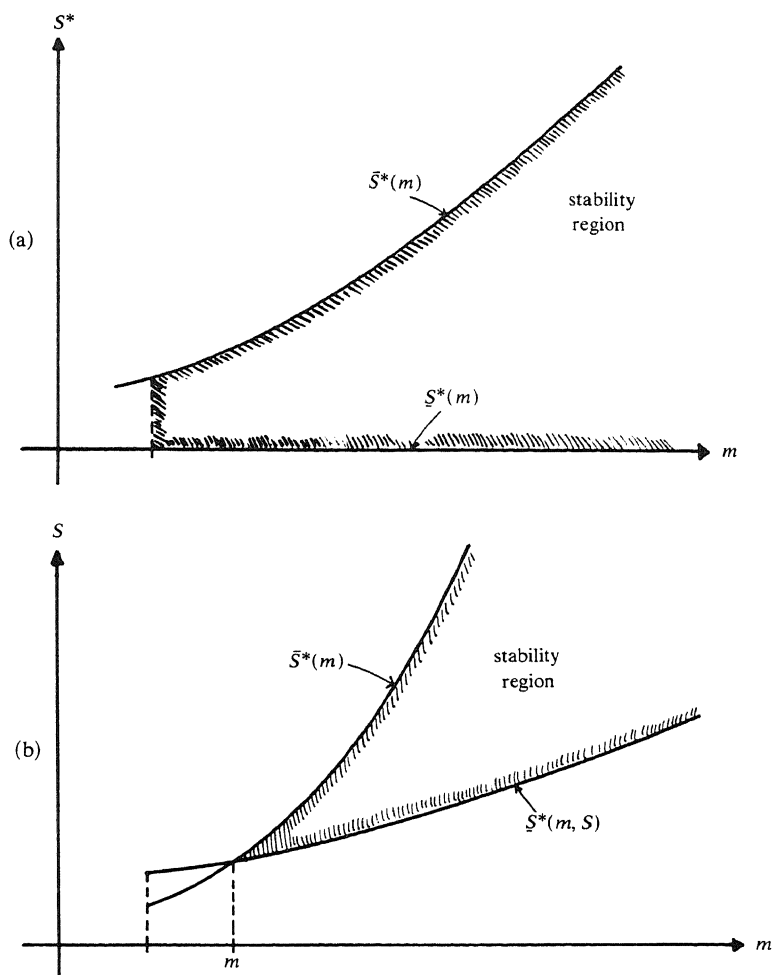 S*
S̄*(m)
stability
region
(a)
S̲*(m)
m
S
S̄*(m)
stability
region
(b)
S̲*(m, S)
m
m